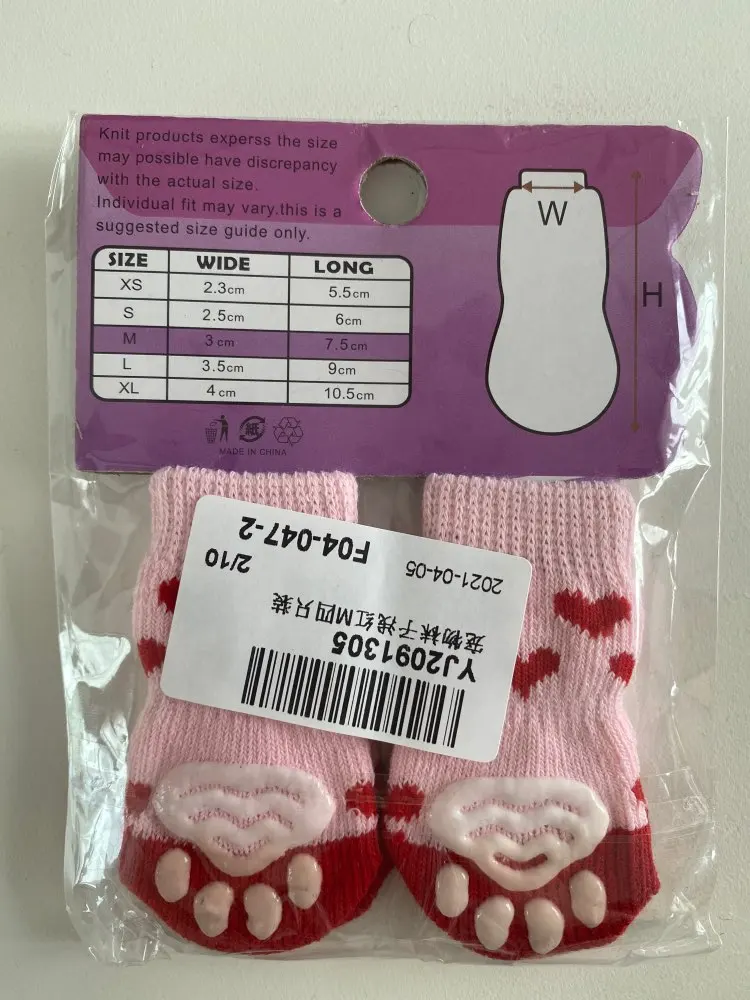 Knit products experss the size
may possible have discrepancy
with the actual size.
Individual fit may vary.this is a
suggested size guide only.
SIZE WIDE LONG
XS 2.3cm 5.5cm
S 2.5cm 6cm
M 3cm 7.5cm
L 3.5cm 9cm
XL 4cm 10.5cm
紙
MADE IN CHINA
W
H
YJ2091305
宠物袜子浅红M四只装
2021-04-05 2/10
F04-047-2